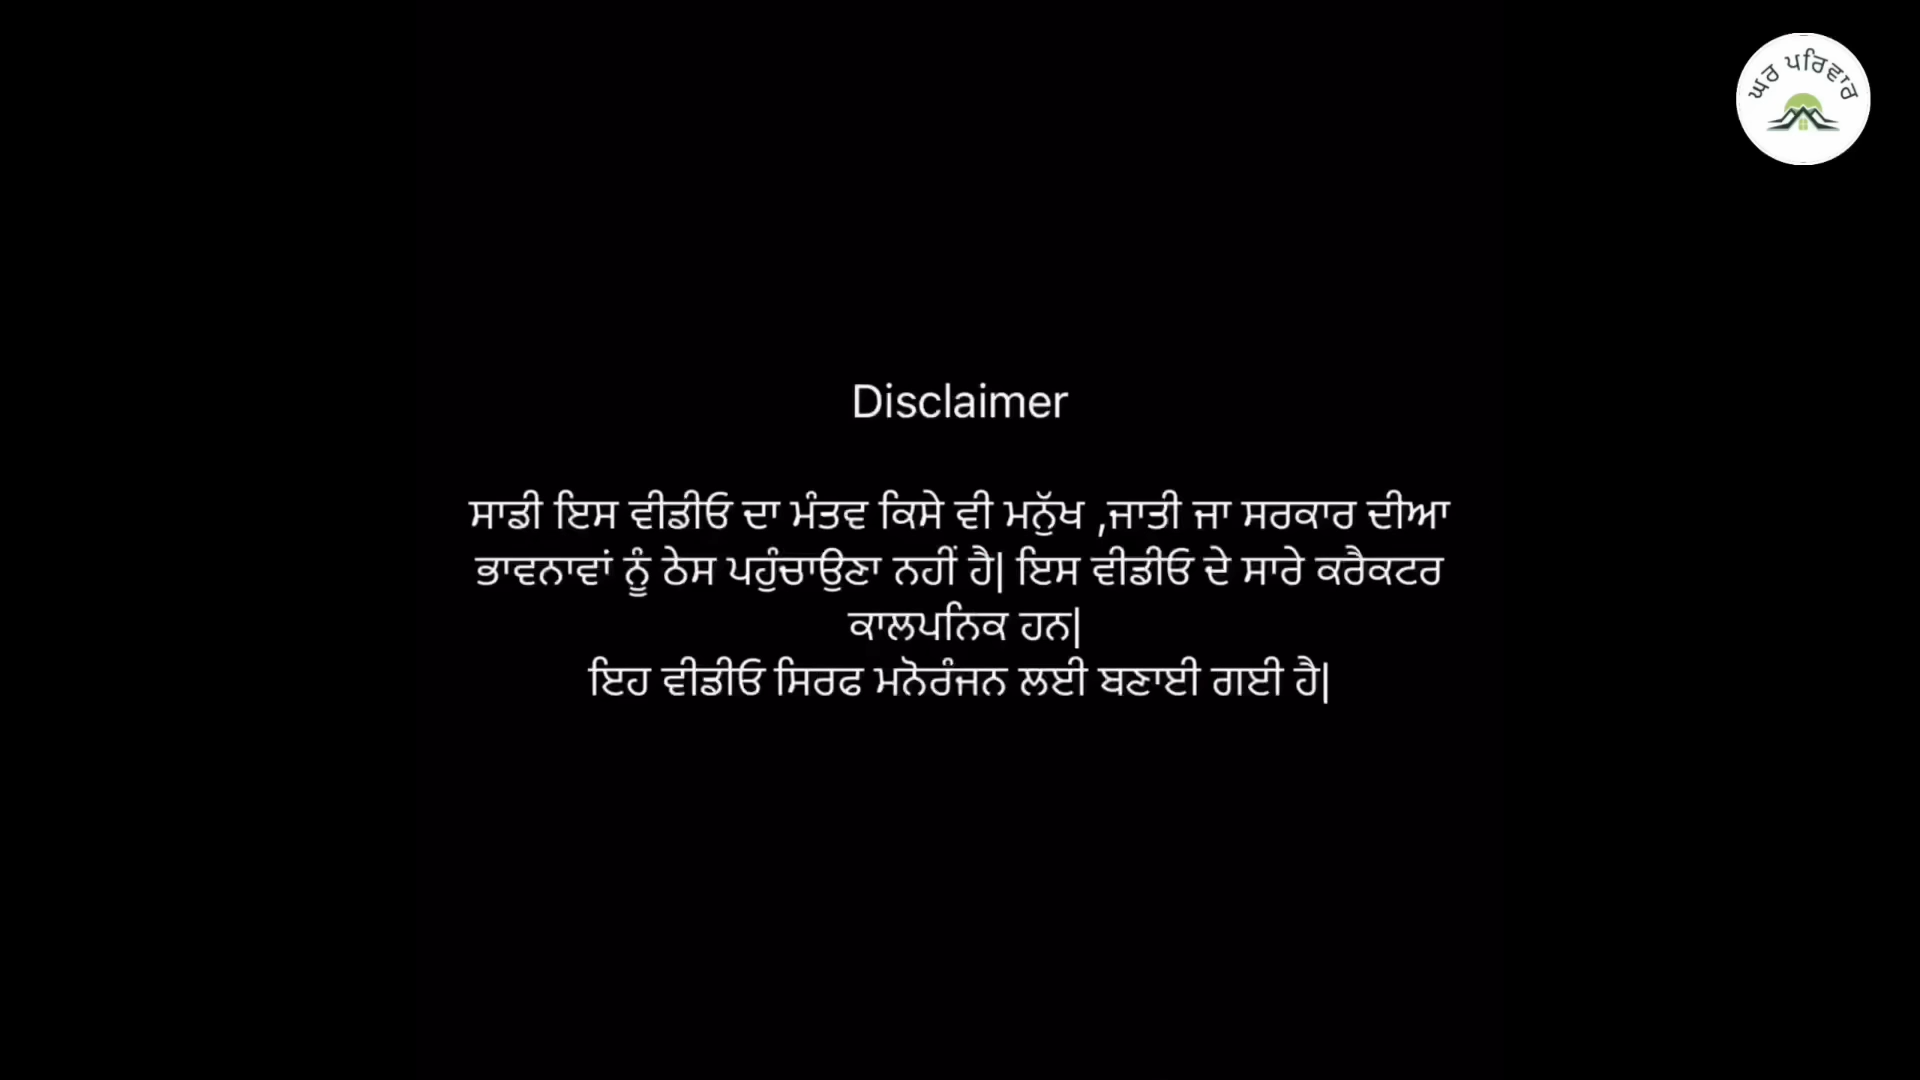 ਘਰ ਪਰਿਵਾਰ
Disclaimer
ਸਾਡੀ ਇਸ ਵੀਡੀਓ ਦਾ ਮੰਤਵ ਕਿਸੇ ਵੀ ਮਨੁੱਖ ,ਜਾਤੀ ਜਾ ਸਰਕਾਰ ਦੀਆ
ਭਾਵਨਾਵਾਂ ਨੂੰ ਠੇਸ ਪਹੁੰਚਾਉਣਾ ਨਹੀਂ ਹੈ| ਇਸ ਵੀਡੀਓ ਦੇ ਸਾਰੇ ਕਰੈਕਟਰ
ਕਾਲਪਨਿਕ ਹਨ|
ਇਹ ਵੀਡੀਓ ਸਿਰਫ ਮਨੋਰੰਜਨ ਲਈ ਬਣਾਈ ਗਈ ਹੈ|